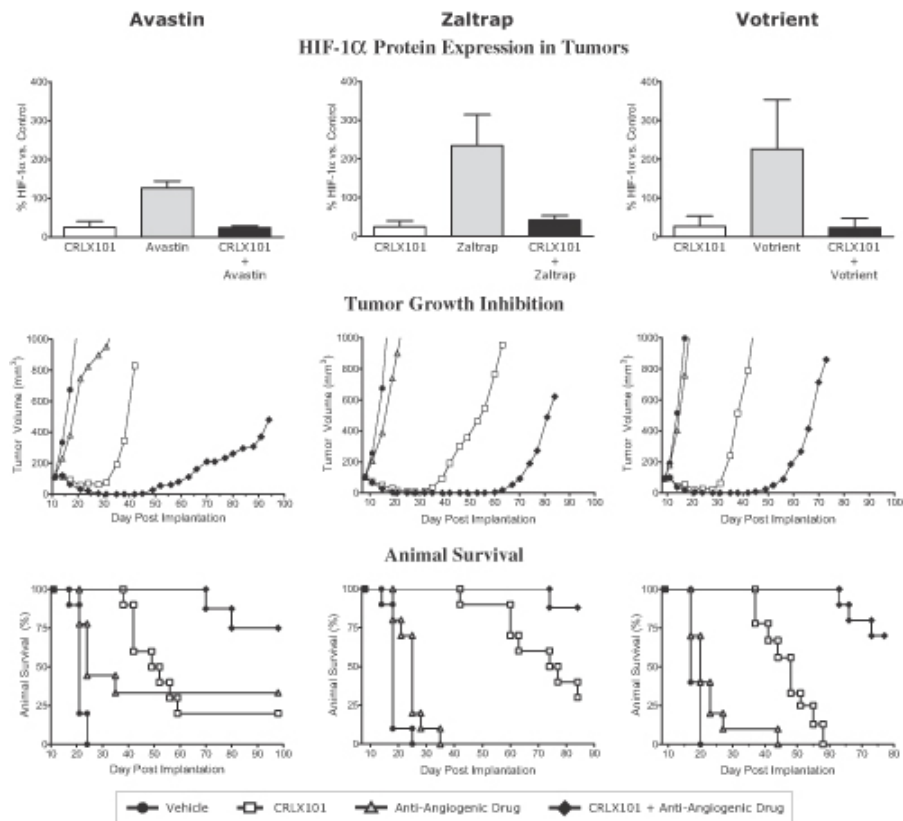 Avastin Zaltrap Votrient
HIF-1α Protein Expression in Tumors
% HIF-1α vs. Control
400
300
200
100
0
CRLX101 Avastin CRLX101
+
Avastin
% HIF-1α vs. Control
400
300
200
100
0
CRLX101 Zaltrap CRLX101
+
Zaltrap
% HIF-1α vs. Control
400
300
200
100
0
CRLX101 Votrient CRLX101
+
Votrient
Tumor Growth Inhibition
Tumor Volume (mm³)
1000
800
600
400
200
0
10 20 30 40 50 60 70 80 90 100
Day Post Implantation
Tumor Volume (mm³)
1000
800
600
400
200
0
10 20 30 40 50 60 70 80 90 100
Day Post Implantation
Tumor Volume (mm³)
1000
800
600
400
200
0
10 20 30 40 50 60 70 80 90 100
Day Post Implantation
Animal Survival
Animal Survival (%)
100
75
50
25
0
10 20 30 40 50 60 70 80 90 100
Day Post Implantation
Animal Survival (%)
100
75
50
25
0
10 20 30 40 50 60 70 80 90
Day Post Implantation
Animal Survival (%)
100
75
50
25
0
10 20 30 40 50 60 70 80
Day Post Implantation
Vehicle CRLX101 Anti-Angiogenic Drug CRLX101 + Anti-Angiogenic Drug